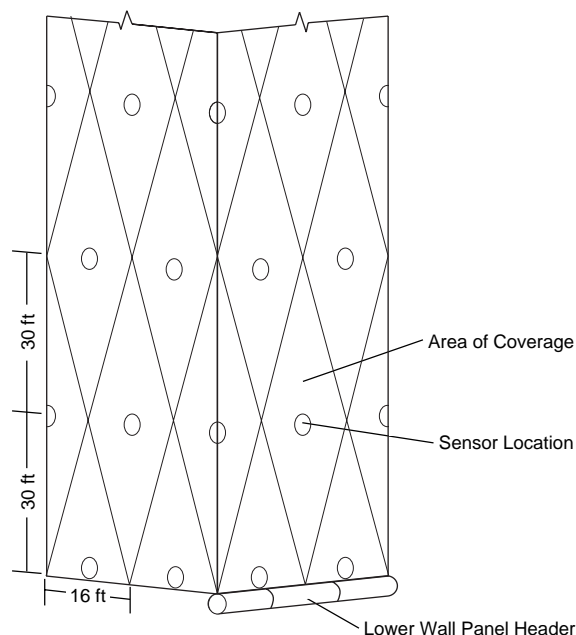 30 ft
Area of Coverage
Sensor Location
30 ft
16 ft
Lower Wall Panel Header